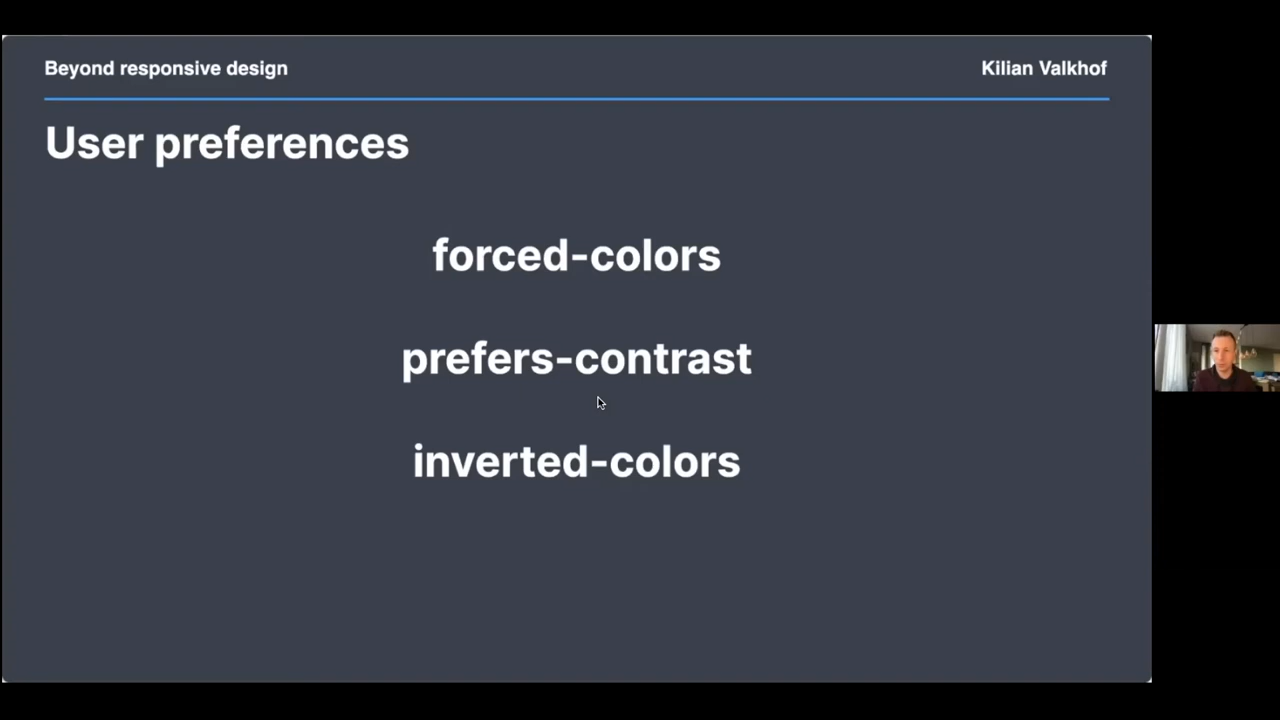 Beyond responsive design
Kilian Valkhof
User preferences
forced-colors
prefers-contrast
inverted-colors